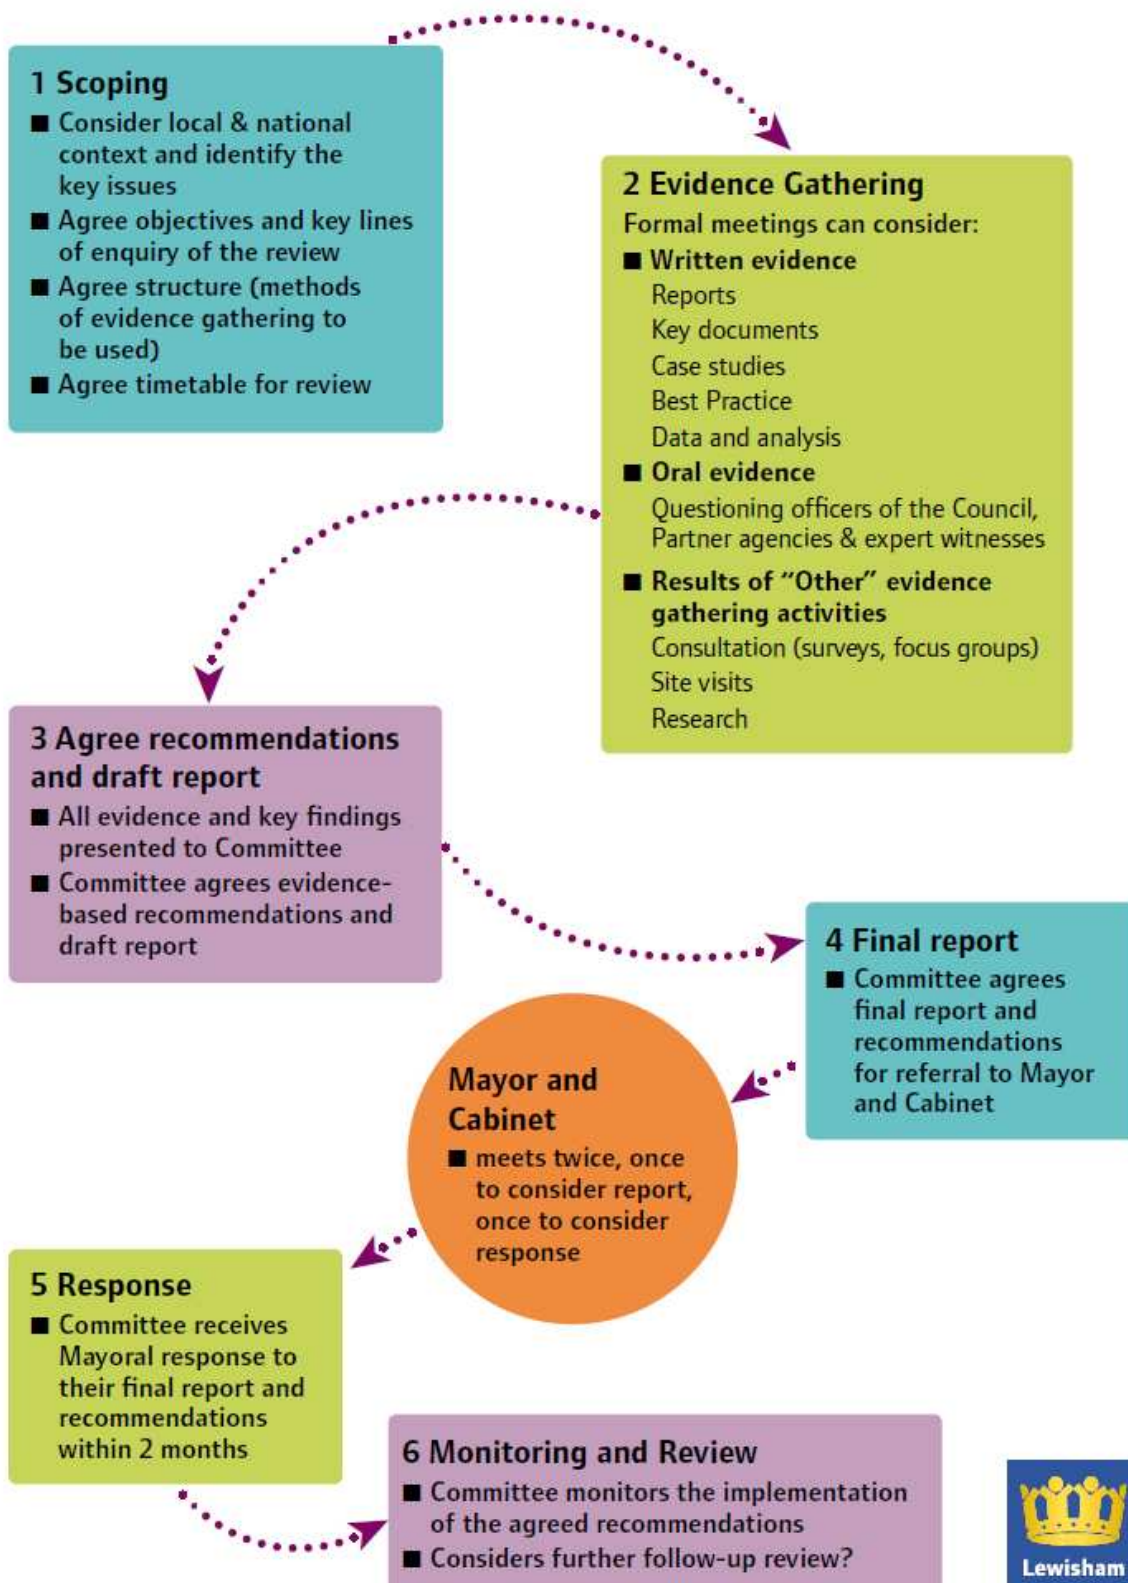 1 Scoping
■ Consider local & national
context and identify the
key issues
■ Agree objectives and key lines
of enquiry of the review
■ Agree structure (methods
of evidence gathering to
be used)
■ Agree timetable for review
2 Evidence Gathering
Formal meetings can consider:
■ Written evidence
Reports
Key documents
Case studies
Best Practice
Data and analysis
■ Oral evidence
Questioning officers of the Council,
Partner agencies & expert witnesses
■ Results of “Other” evidence
gathering activities
Consultation (surveys, focus groups)
Site visits
Research
3 Agree recommendations
and draft report
■ All evidence and key findings
presented to Committee
■ Committee agrees evidence-
based recommendations and
draft report
4 Final report
■ Committee agrees
final report and
recommendations
for referral to Mayor
and Cabinet
Mayor and
Cabinet
■ meets twice, once
to consider report,
once to consider
response
5 Response
■ Committee receives
Mayoral response to
their final report and
recommendations
within 2 months
6 Monitoring and Review
■ Committee monitors the implementation
of the agreed recommendations
■ Considers further follow-up review?
Lewisham